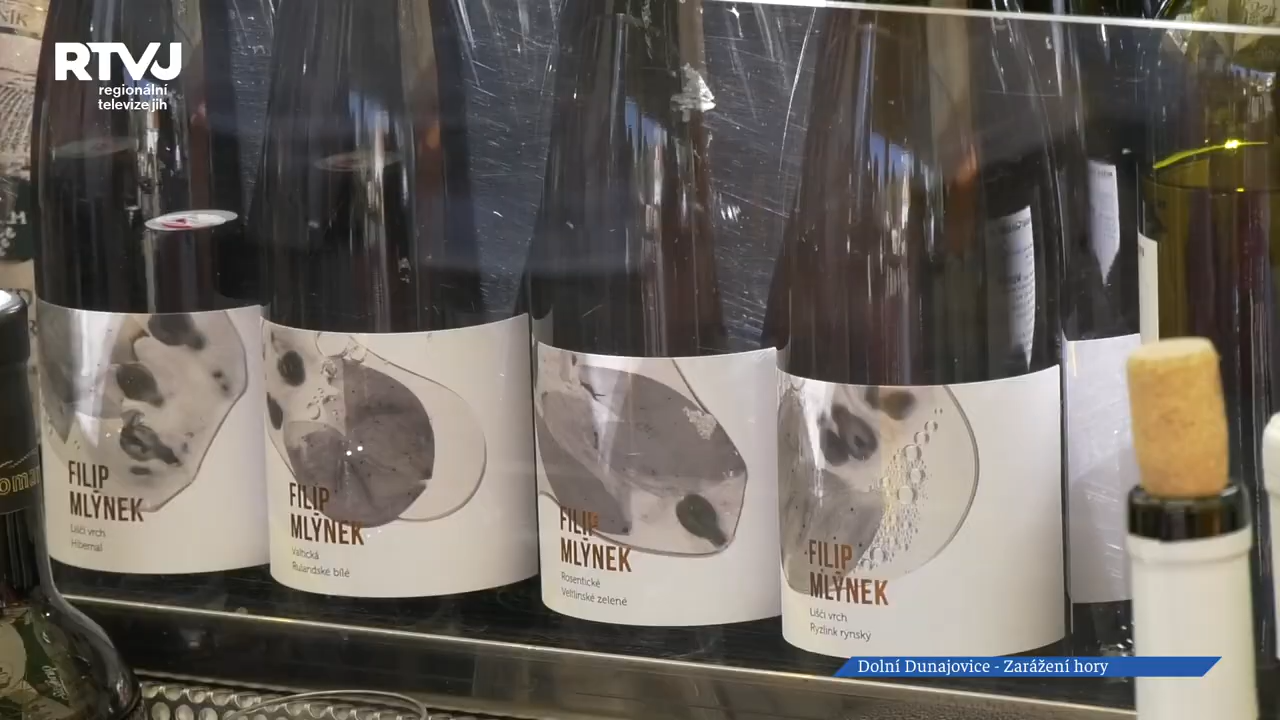 RTVJ
regionální
televize jih
FILIP
MLÝNEK
Liščí vrch
Hibernal
FILIP
MLÝNEK
Valtická
Rulandské bílé
FILIP
MLÝNEK
Rosentické
Veltlínské zelené
FILIP
MLÝNEK
Liščí vrch
Ryzlink rýnský
Dolní Dunajovice - Zarážení hory